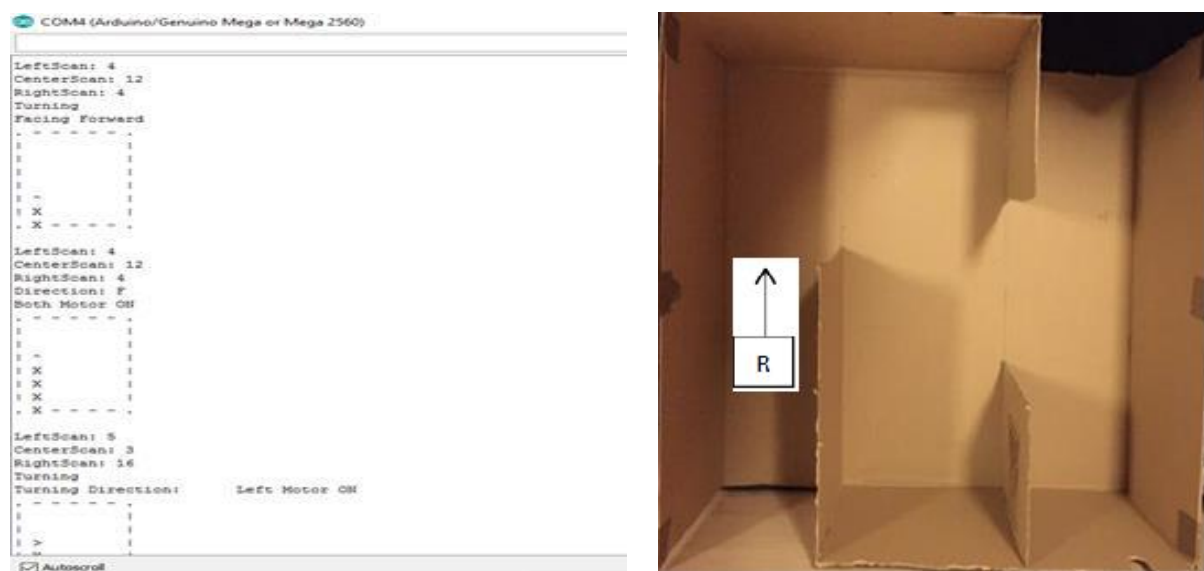 COM4 (Arduino/Genuino Mega or Mega 2560)
LeftScan: 4
CenterScan: 12
RightScan: 4
Turning
Facing Forward
. - - - - - .
| |
| |
| |
| |
| ^ |
| X |
. X - - - - .
LeftScan: 4
CenterScan: 12
RightScan: 4
Direction: F
Both Motor ON
. - - - - - .
| |
| |
| ^ |
| X |
| X |
| X |
. X - - - - .
LeftScan: 5
CenterScan: 3
RightScan: 16
Turning
Turning Direction: Left Motor ON
. - - - - - .
| |
| |
| > |
Autoscroll
R